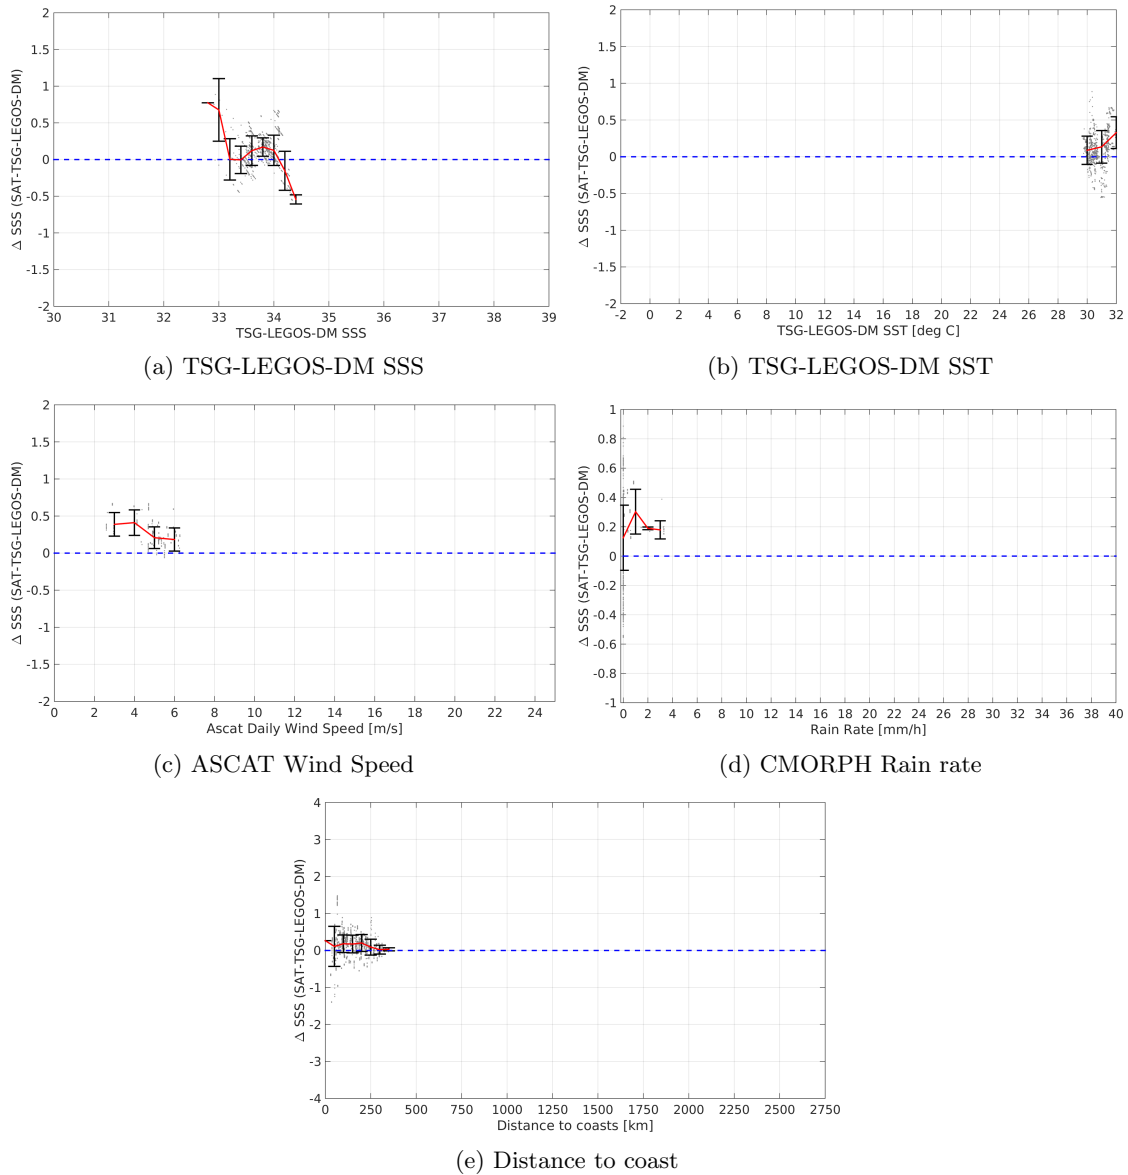 2
1.5
1
0.5
0
-0.5
-1
-1.5
-2
Δ SSS (SAT-TSG-LEGOS-DM)
30 31 32 33 34 35 36 37 38 39
TSG-LEGOS-DM SSS
(a) TSG-LEGOS-DM SSS
2
1.5
1
0.5
0
-0.5
-1
-1.5
-2
Δ SSS (SAT-TSG-LEGOS-DM)
-2 0 2 4 6 8 10 12 14 16 18 20 22 24 26 28 30 32
TSG-LEGOS-DM SST [deg C]
(b) TSG-LEGOS-DM SST
2
1.5
1
0.5
0
-0.5
-1
-1.5
-2
Δ SSS (SAT-TSG-LEGOS-DM)
0 2 4 6 8 10 12 14 16 18 20 22 24
Ascat Daily Wind Speed [m/s]
(c) ASCAT Wind Speed
1
0.8
0.6
0.4
0.2
0
-0.2
-0.4
-0.6
-0.8
-1
Δ SSS (SAT-TSG-LEGOS-DM)
0 2 4 6 8 10 12 14 16 18 20 22 24 26 28 30 32 34 36 38 40
Rain Rate [mm/h]
(d) CMORPH Rain rate
4
3
2
1
0
-1
-2
-3
-4
Δ SSS (SAT-TSG-LEGOS-DM)
0 250 500 750 1000 1250 1500 1750 2000 2250 2500 2750
Distance to coasts [km]
(e) Distance to coast